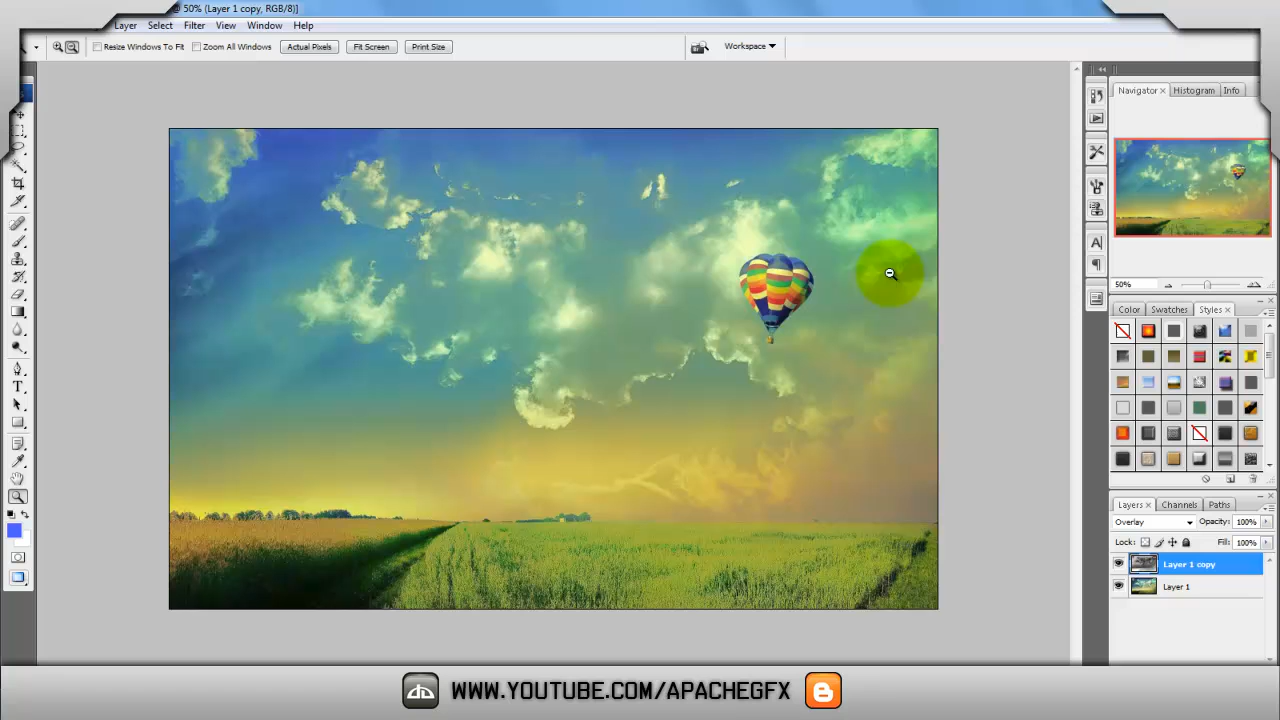 50% (Layer 1 copy, RGB/8)]
Layer Select Filter View Window Help
Resize Windows To Fit Zoom All Windows Actual Pixels Fit Screen Print Size Workspace
Navigator Histogram Info
50%
Color Swatches Styles
Layers Channels Paths
Overlay Opacity: 100%
Lock: Fill: 100%
Layer 1 copy
Layer 1
WWW.YOUTUBE.COM/APACHEGFX